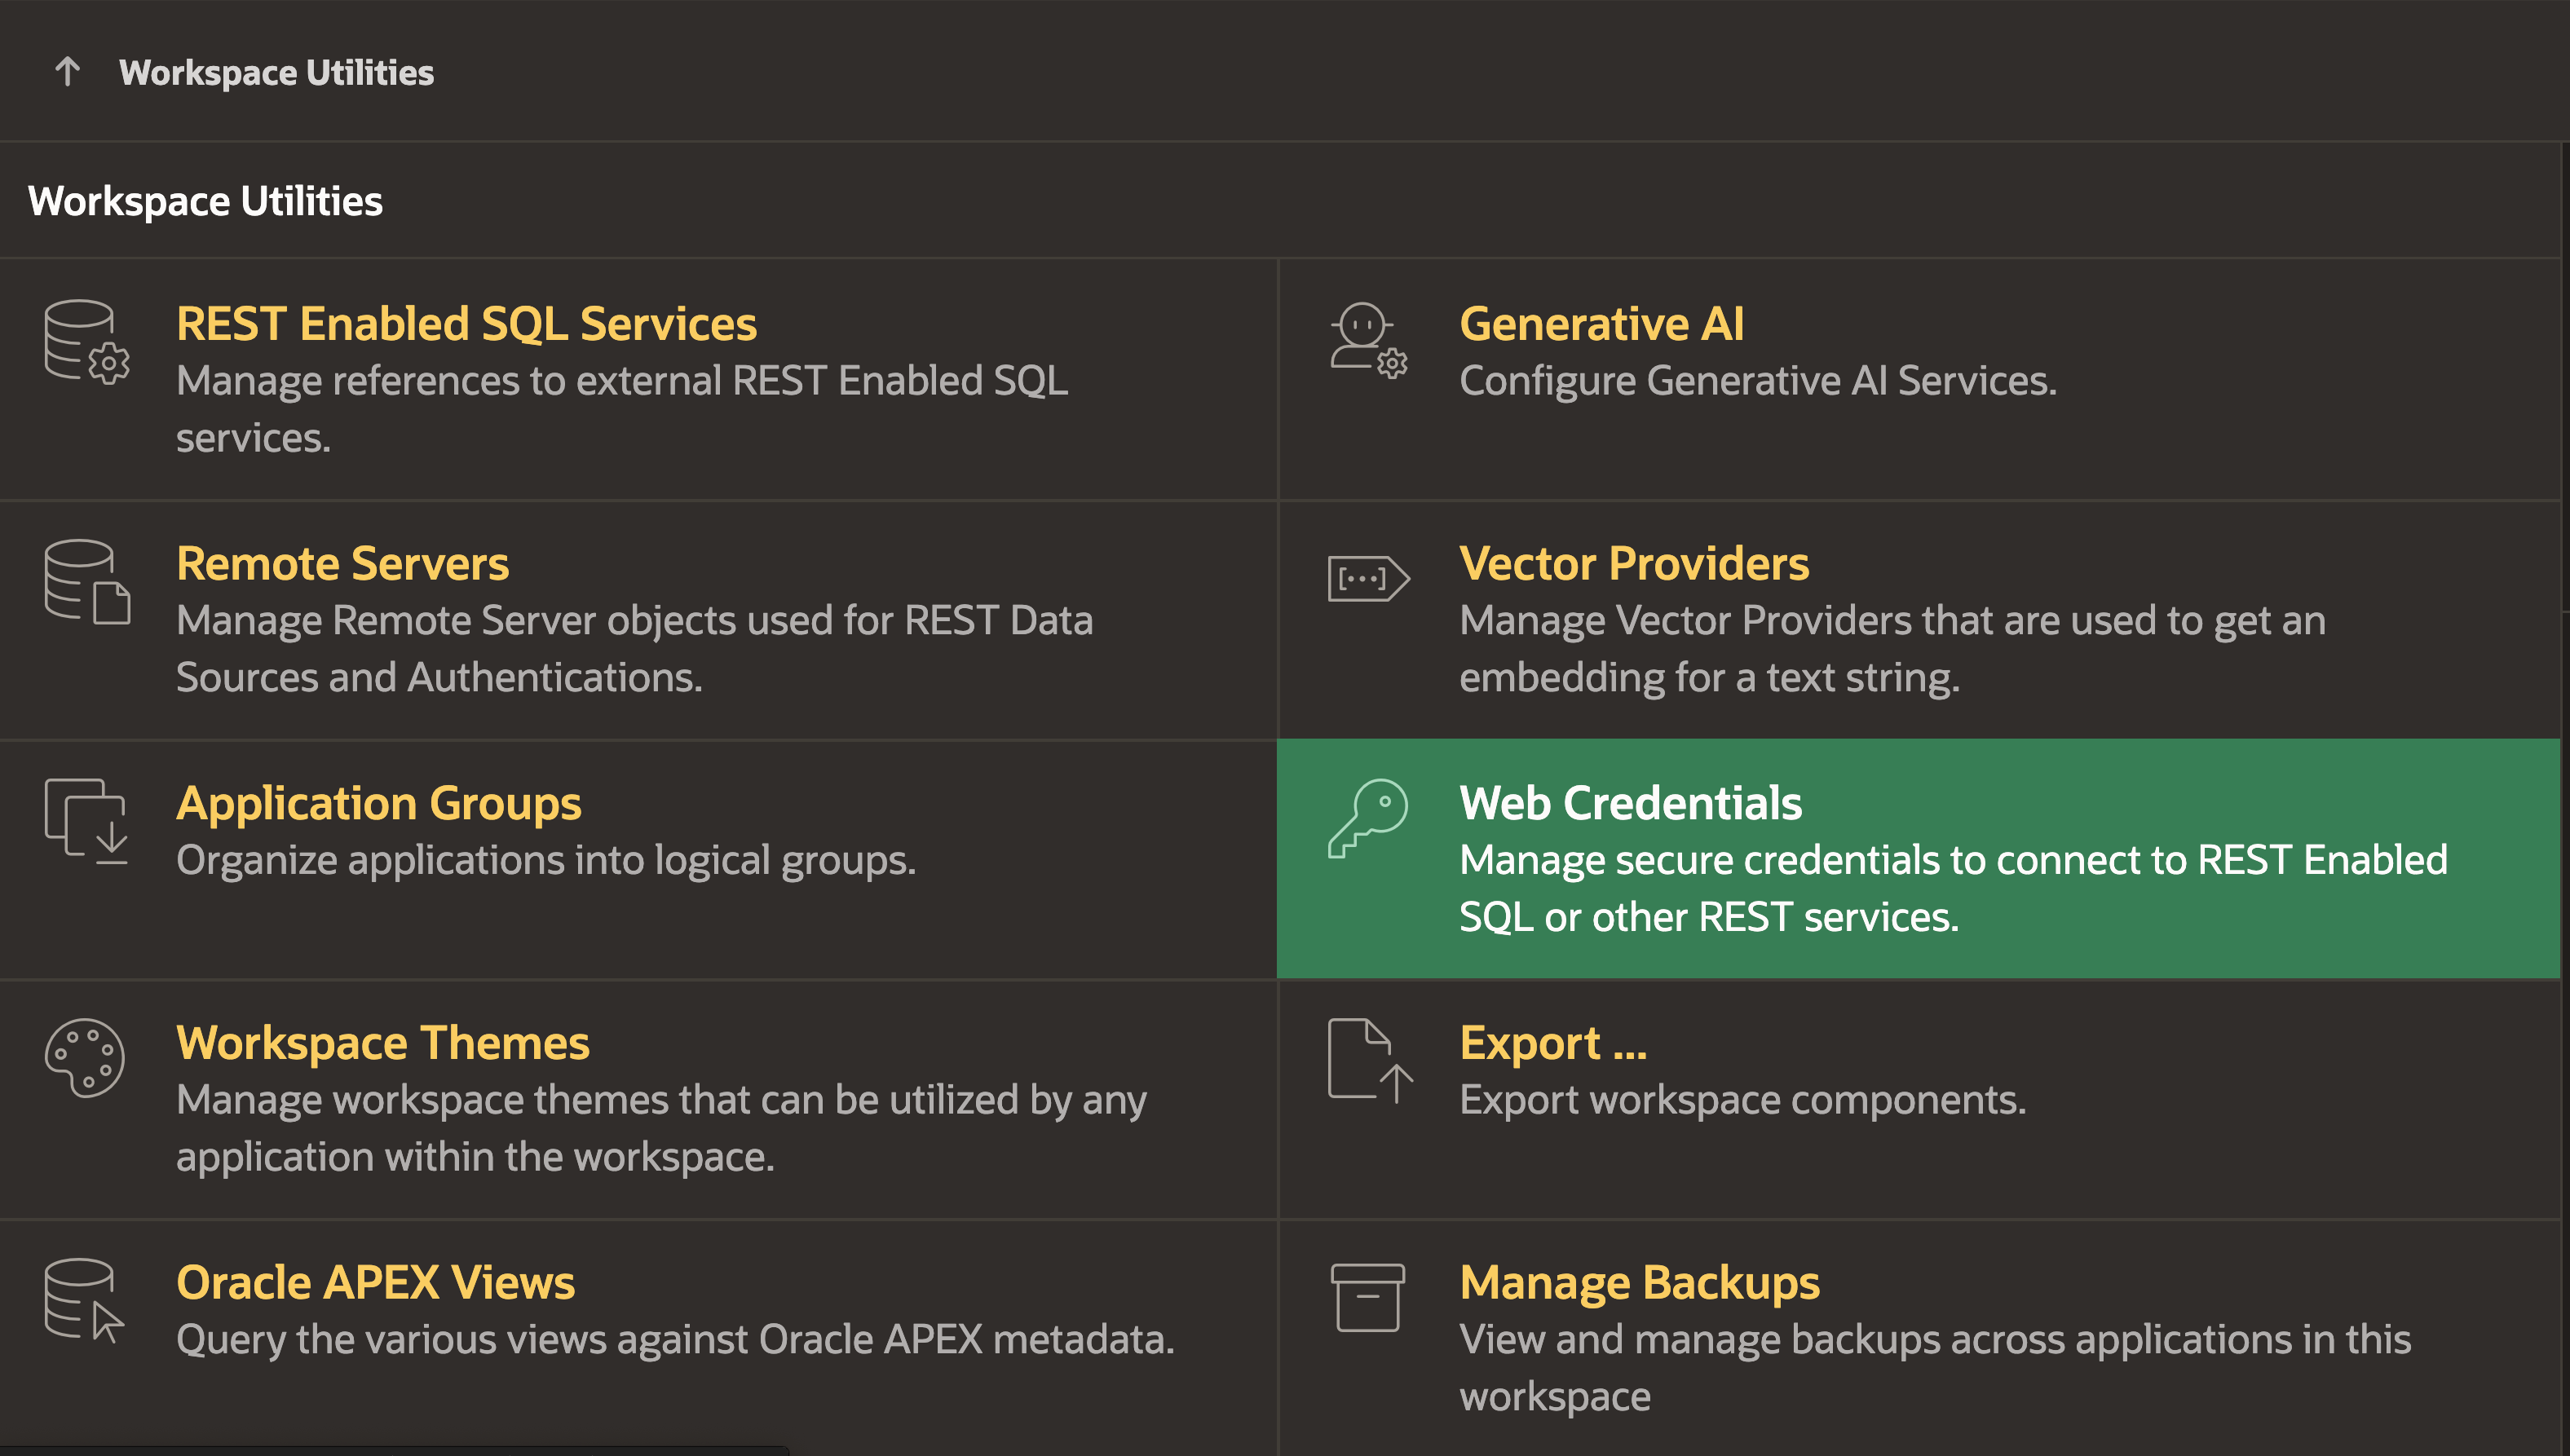 Workspace Utilities
Workspace Utilities
REST Enabled SQL Services
Manage references to external REST Enabled SQL
services.
Generative AI
Configure Generative AI Services.
Remote Servers
Manage Remote Server objects used for REST Data
Sources and Authentications.
Vector Providers
Manage Vector Providers that are used to get an
embedding for a text string.
Application Groups
Organize applications into logical groups.
Web Credentials
Manage secure credentials to connect to REST Enabled
SQL or other REST services.
Workspace Themes
Manage workspace themes that can be utilized by any
application within the workspace.
Export ...
Export workspace components.
Oracle APEX Views
Query the various views against Oracle APEX metadata.
Manage Backups
View and manage backups across applications in this
workspace